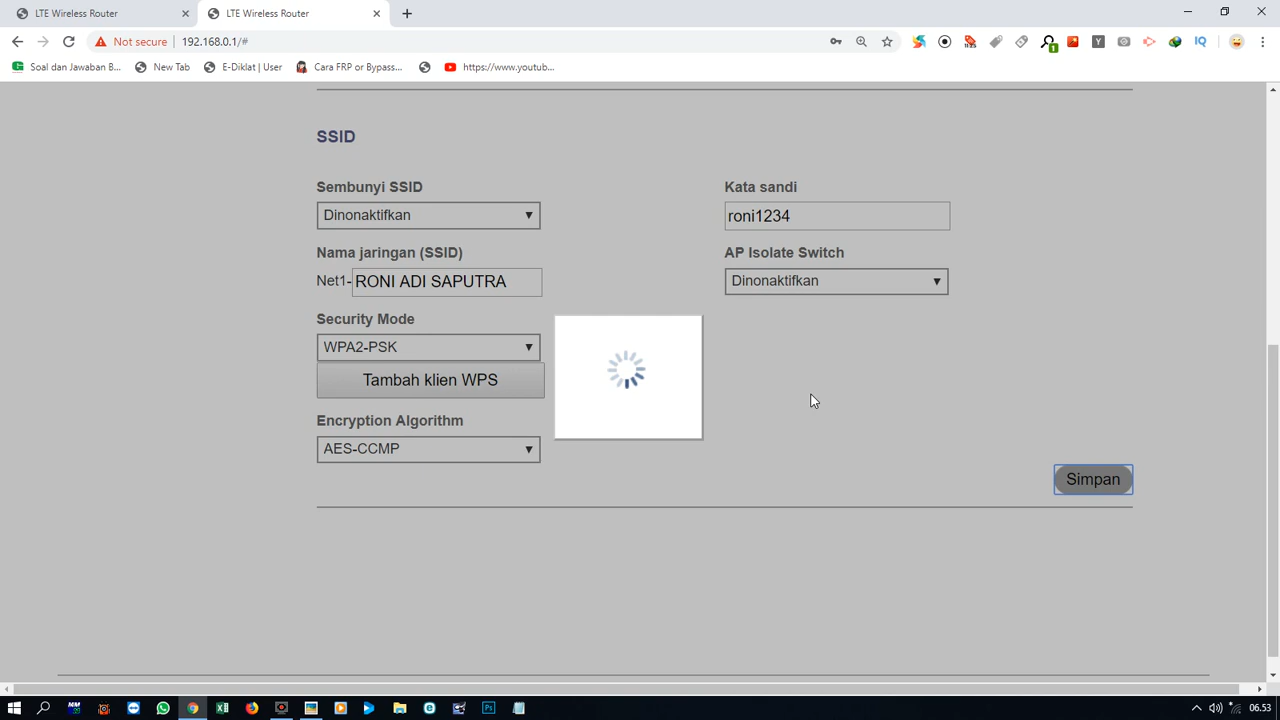 LTE Wireless Router
LTE Wireless Router
Not secure
192.168.0.1/#
Soal dan Jawaban B...
New Tab
E-Diklat | User
Cara FRP or Bypass...
https://www.youtub...
SSID
Sembunyi SSID
Kata sandi
Dinonaktifkan
roni1234
Nama jaringan (SSID)
AP Isolate Switch
Net1- RONI ADI SAPUTRA
Dinonaktifkan
Security Mode
WPA2-PSK
Tambah klien WPS
Encryption Algorithm
AES-CCMP
Simpan
06.53